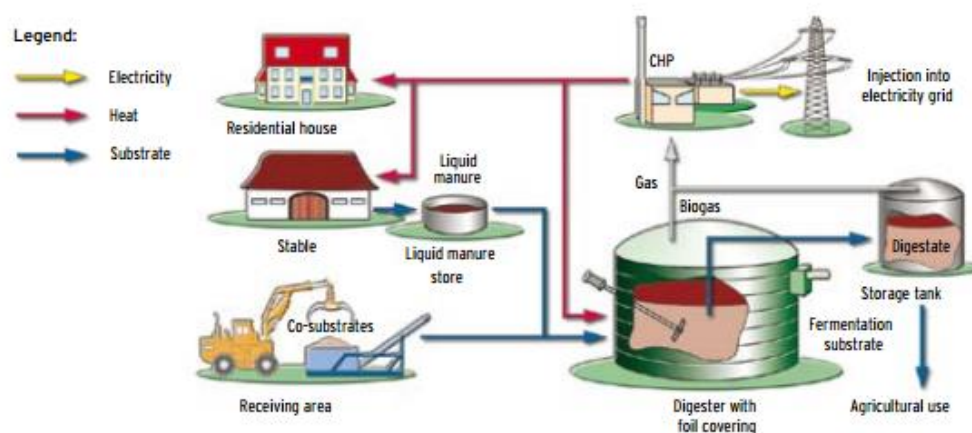 Legend:
Electricity
Heat
Substrate
Residential house
CHP
Injection into
electricity grid
Stable
Liquid
manure
Liquid manure
store
Gas
Biogas
Digestate
Storage tank
Co-substrates
Receiving area
Fermentation
substrate
Digester with
foil covering
Agricultural use